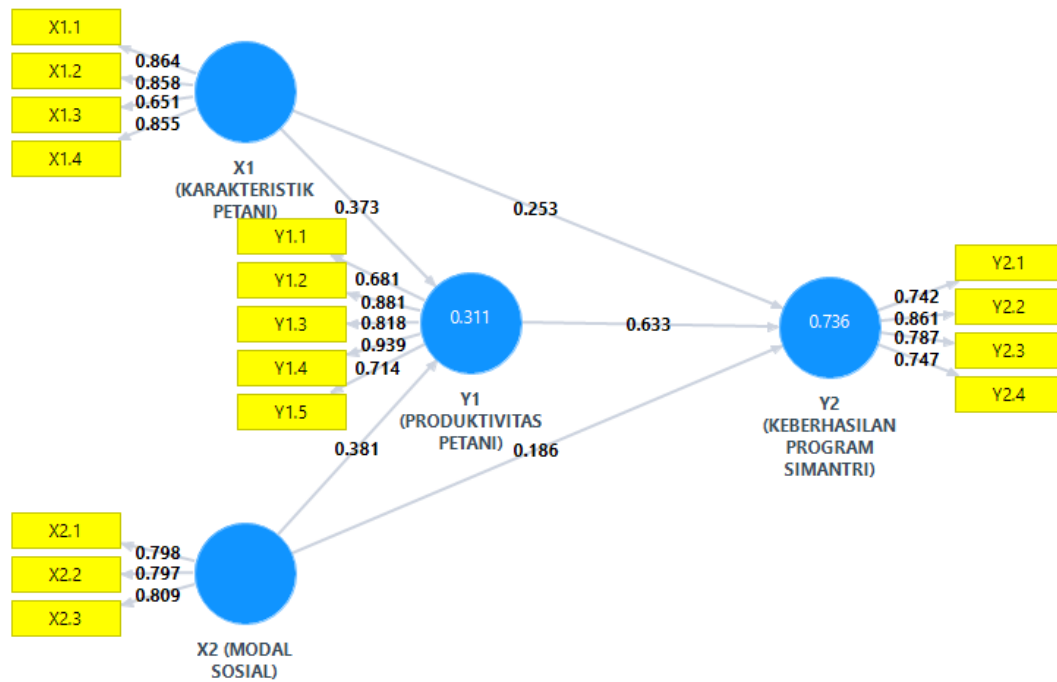 X1.1
X1.2
X1.3
X1.4
0.864
0.858
0.651
0.855
X1
(KARAKTERISTIK
PETANI)
0.373
0.253
Y1.1
Y1.2
Y1.3
Y1.4
Y1.5
0.681
0.881
0.818
0.939
0.714
0.311
Y1
(PRODUKTIVITAS
PETANI)
0.633
0.736
Y2
(KEBERHASILAN
PROGRAM
SIMANTRI)
0.742
0.861
0.787
0.747
Y2.1
Y2.2
Y2.3
Y2.4
0.381
0.186
X2.1
X2.2
X2.3
0.798
0.797
0.809
X2 (MODAL
SOSIAL)